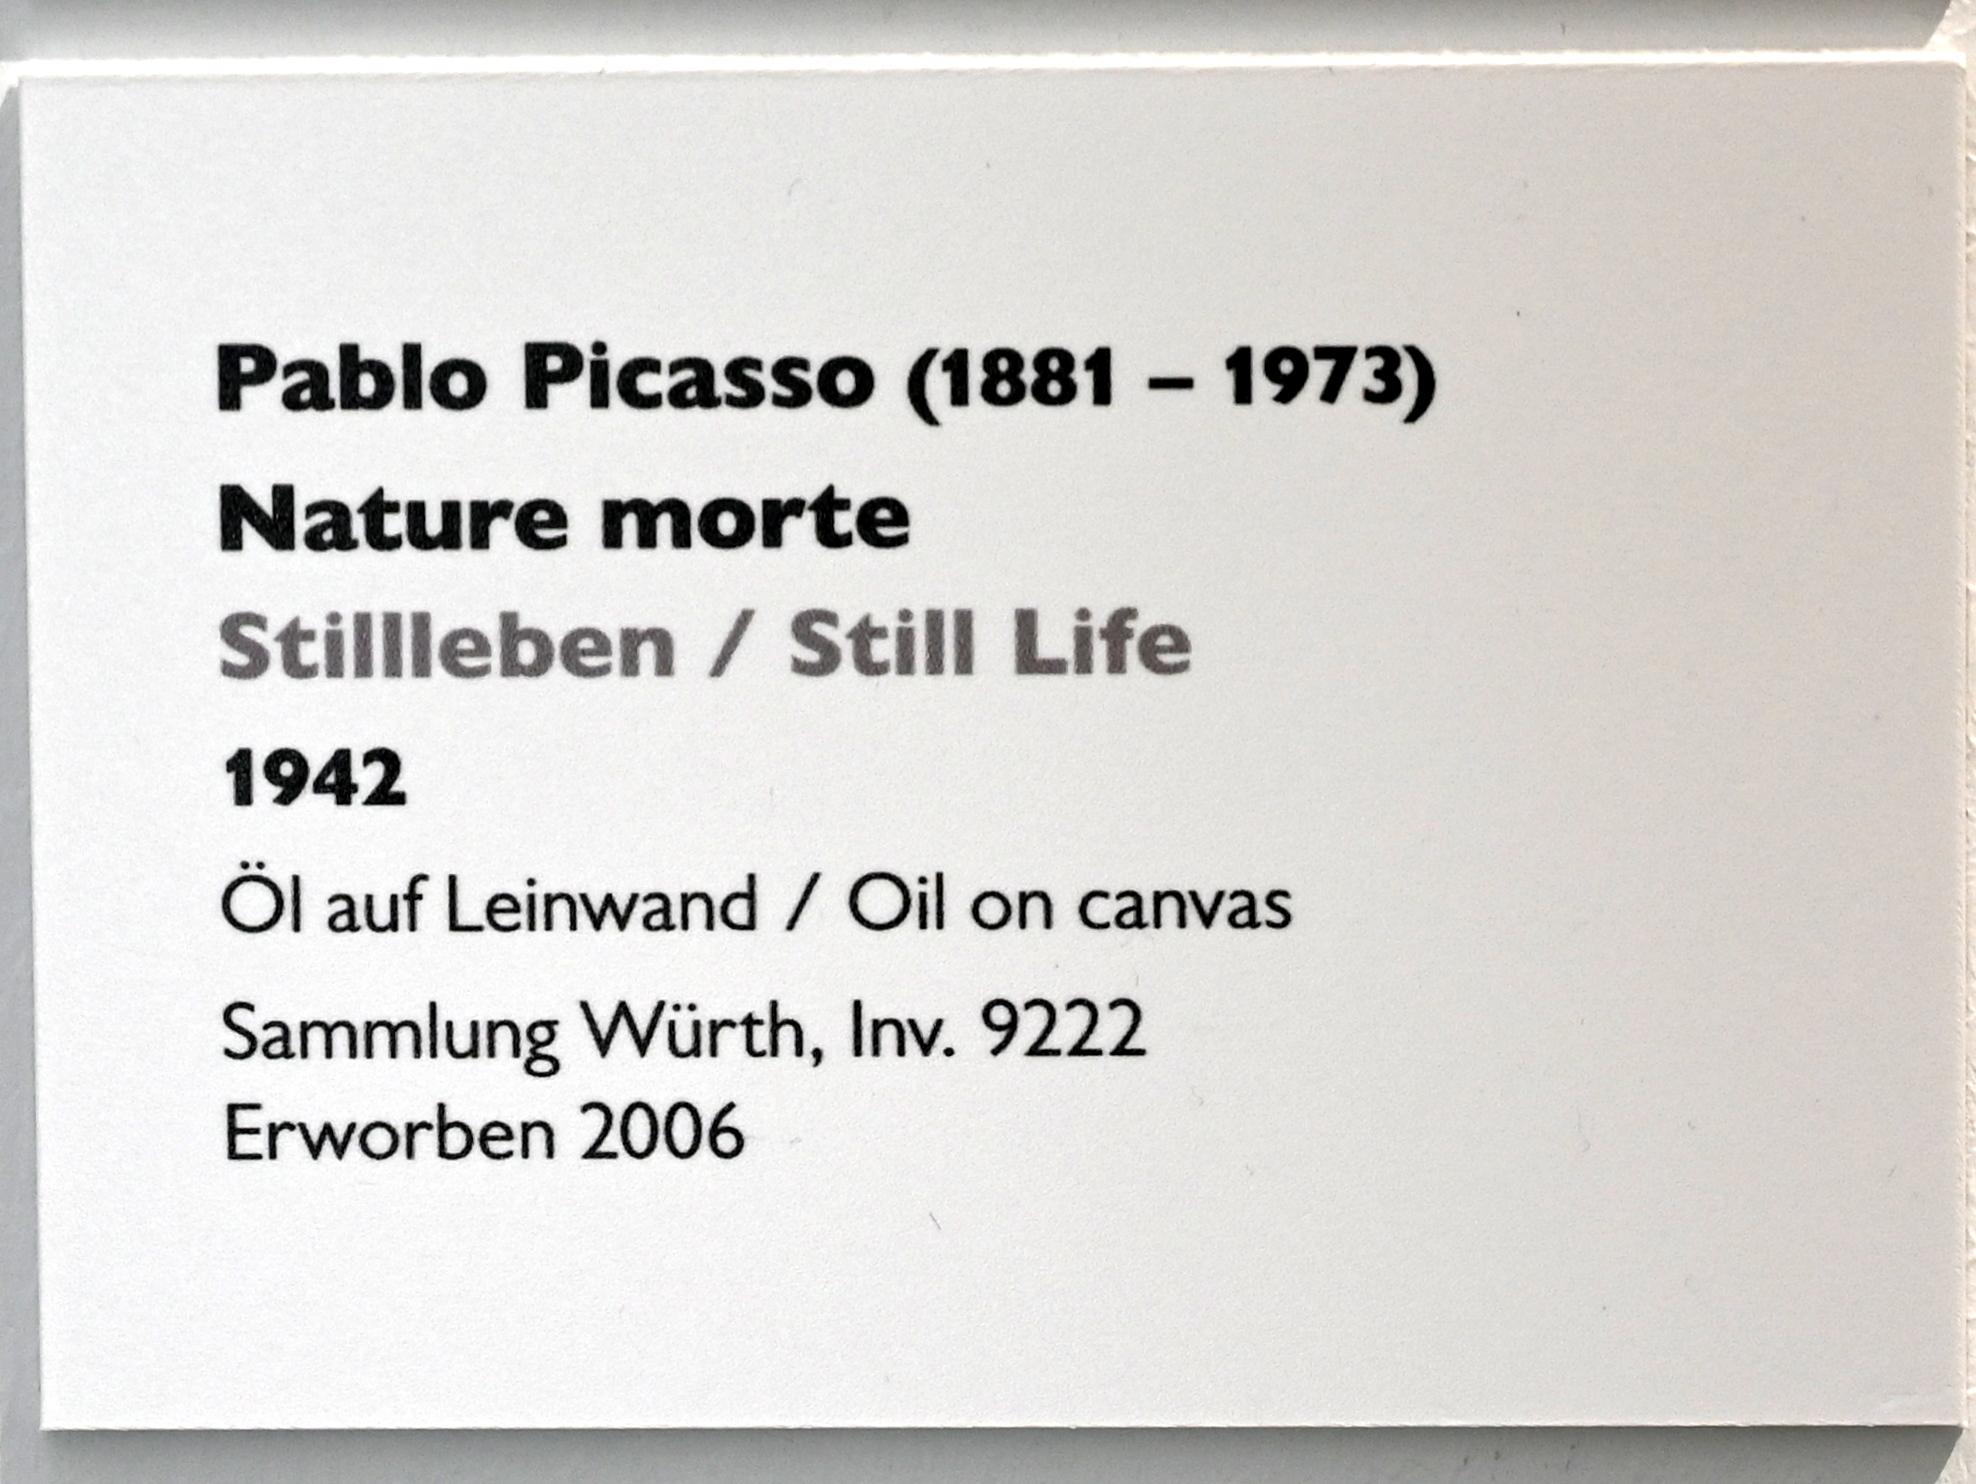 Pablo Picasso (1881 – 1973)
Nature morte
Stillleben / Still Life
1942
Öl auf Leinwand / Oil on canvas
Sammlung Würth, Inv. 9222
Erworben 2006